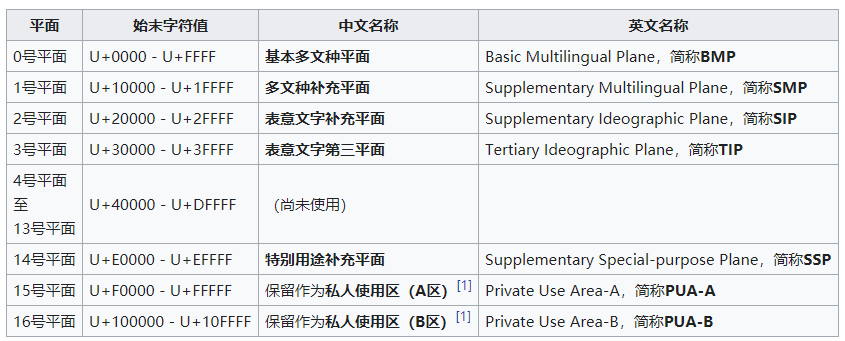 平面 始末字符值 中文名称 英文名称
0号平面 U+0000 - U+FFFF 基本多文种平面 Basic Multilingual Plane，简称BMP
1号平面 U+10000 - U+1FFFF 多文种补充平面 Supplementary Multilingual Plane，简称SMP
2号平面 U+20000 - U+2FFFF 表意文字补充平面 Supplementary Ideographic Plane，简称SIP
3号平面 U+30000 - U+3FFFF 表意文字第三平面 Tertiary Ideographic Plane，简称TIP
4号平面
至
13号平面 U+40000 - U+DFFFF （尚未使用）
14号平面 U+E0000 - U+EFFFF 特别用途补充平面 Supplementary Special-purpose Plane，简称SSP
15号平面 U+F0000 - U+FFFFF 保留作为私人使用区（A区）[1] Private Use Area-A，简称PUA-A
16号平面 U+100000 - U+10FFFF 保留作为私人使用区（B区）[1] Private Use Area-B，简称PUA-B